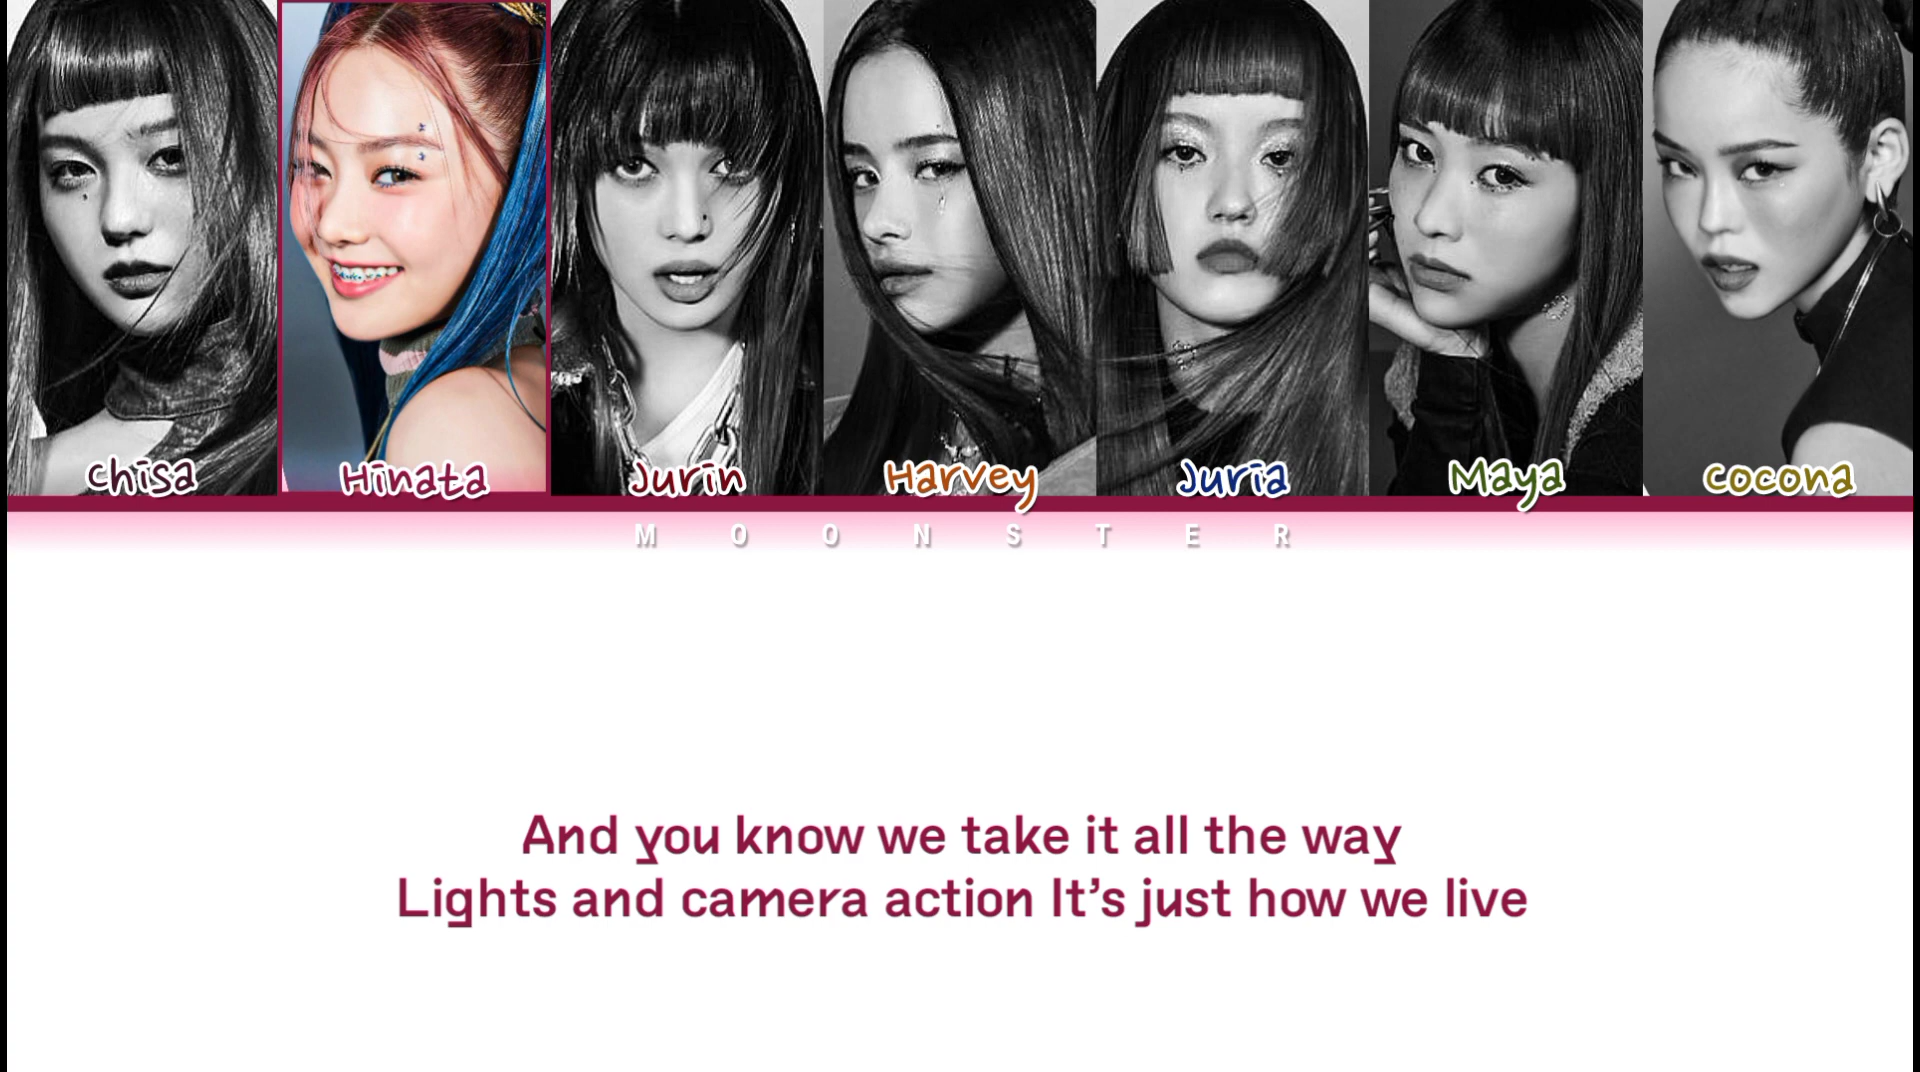 Chisa Hinata Jurin Harvey Juria Maya Cocona
MOONSTER
And you know we take it all the way
Lights and camera action It's just how we live